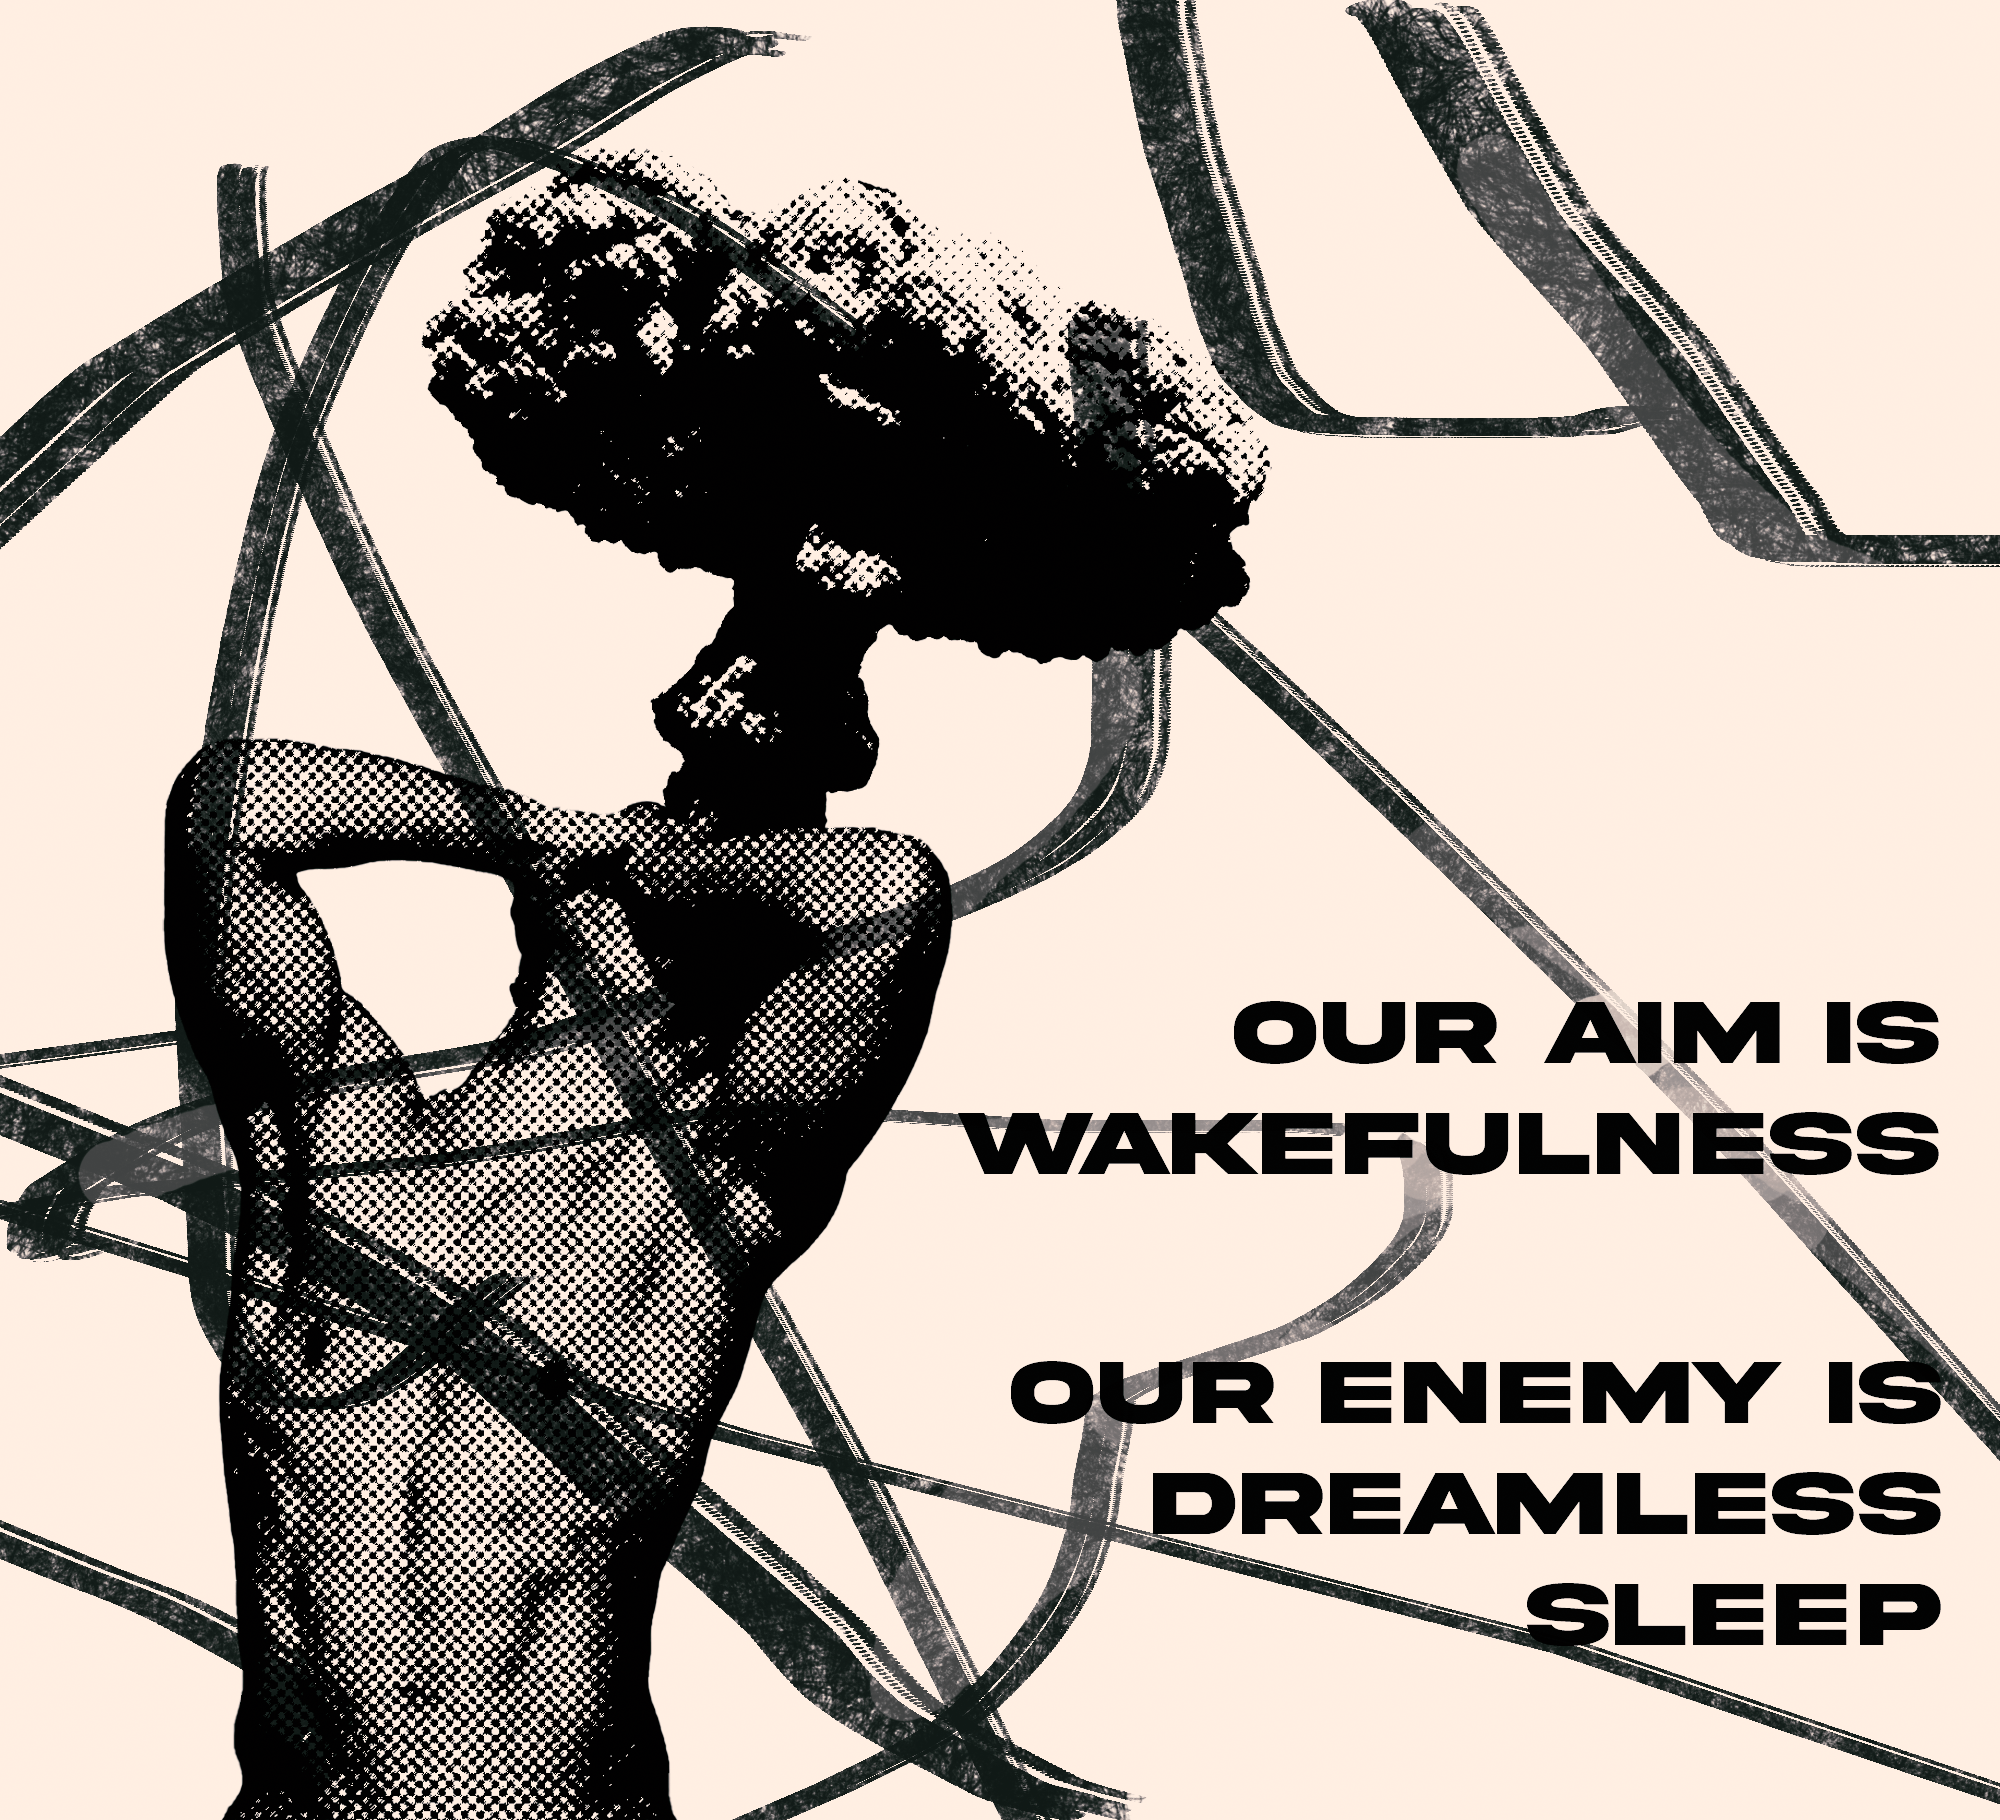 OUR AIM IS
WAKEFULNESS
OUR ENEMY IS
DREAMLESS
SLEEP